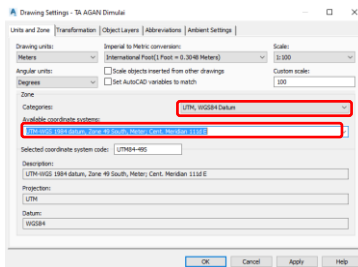 Drawing Settings - TA AGAN Dimulai
Units and Zone Transformation Object Layers Abbreviations Ambient Settings
Drawing units: Imperial to Metric conversion: Scale:
Meters International Foot(1 Foot = 0.3048 Meters) 1:100
Angular units: Scale objects inserted from other drawings Custom scale:
Degrees Set AutoCAD variables to match 100
Zone
Categories: UTM, WGS84 Datum
Available coordinate systems:
UTM-WGS 1984 datum, Zone 49 South, Meter; Cent. Meridian 111d E
Selected coordinate system code: UTM84-49S
Description:
UTM-WGS 1984 datum, Zone 49 South, Meter; Cent. Meridian 111d E
Projection:
UTM
Datum:
WGS84
OK Cancel Apply Help